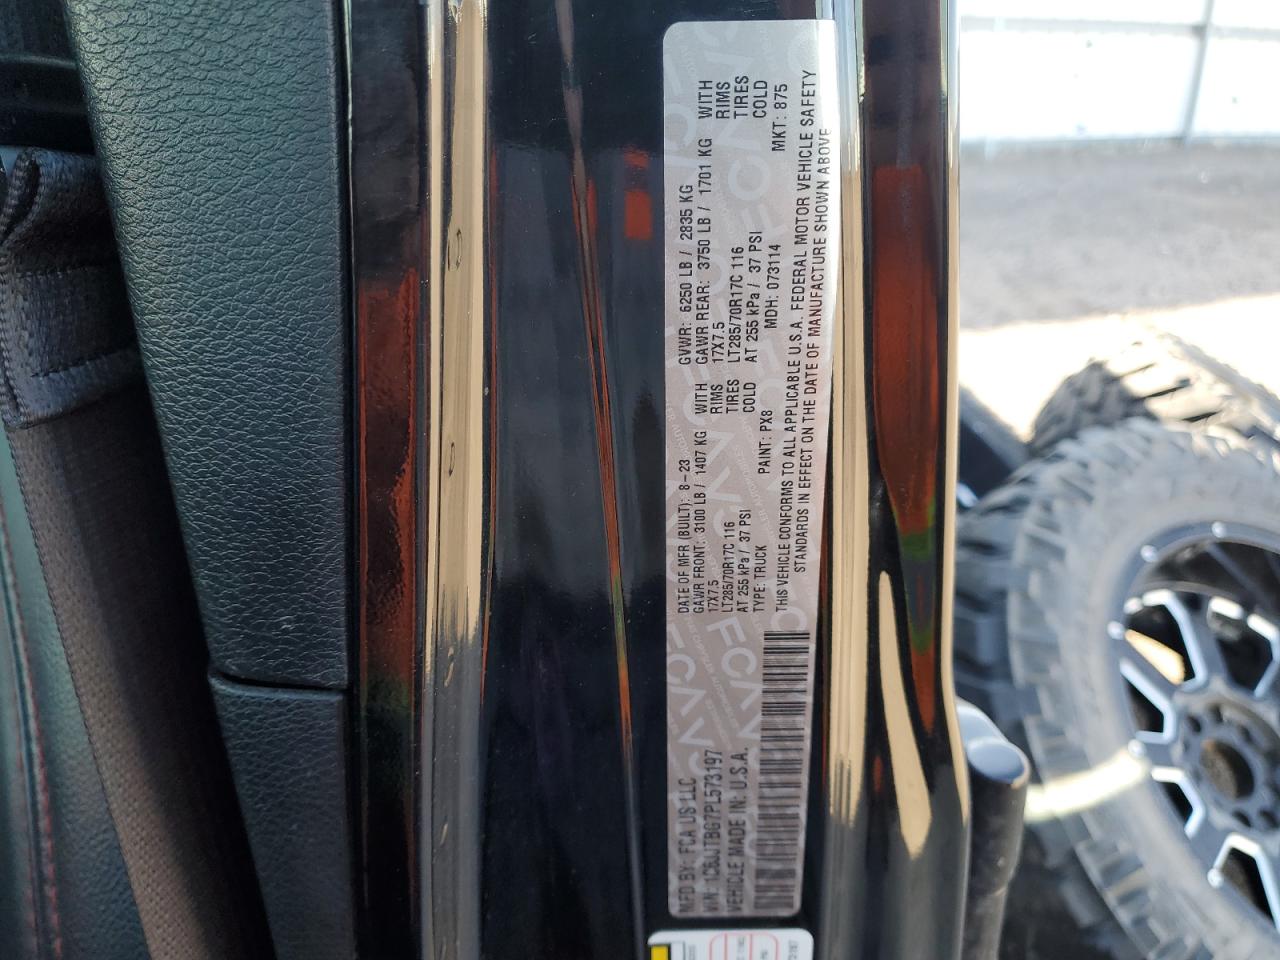 MFD BY: FCA US LLC DATE OF MFR (BUILT): 8-23 GVWR: 6250 LB / 2835 KG
VIN: 1C6JJTBG7PL573197 GAWR FRONT: 3100 LB / 1407 KG WITH GAWR REAR: 3750 LB / 1701 KG WITH
VEHICLE MADE IN: U.S.A. 17X7.5 RIMS 17X7.5 RIMS
LT285/70R17C 116 TIRES LT285/70R17C 116 TIRES
AT 255 kPa / 37 PSI COLD AT 255 kPa / 37 PSI COLD
TYPE: TRUCK PAINT: PX8 MDH: 073114 MKT: 875
THIS VEHICLE CONFORMS TO ALL APPLICABLE U.S.A. FEDERAL MOTOR VEHICLE SAFETY
STANDARDS IN EFFECT ON THE DATE OF MANUFACTURE SHOWN ABOVE